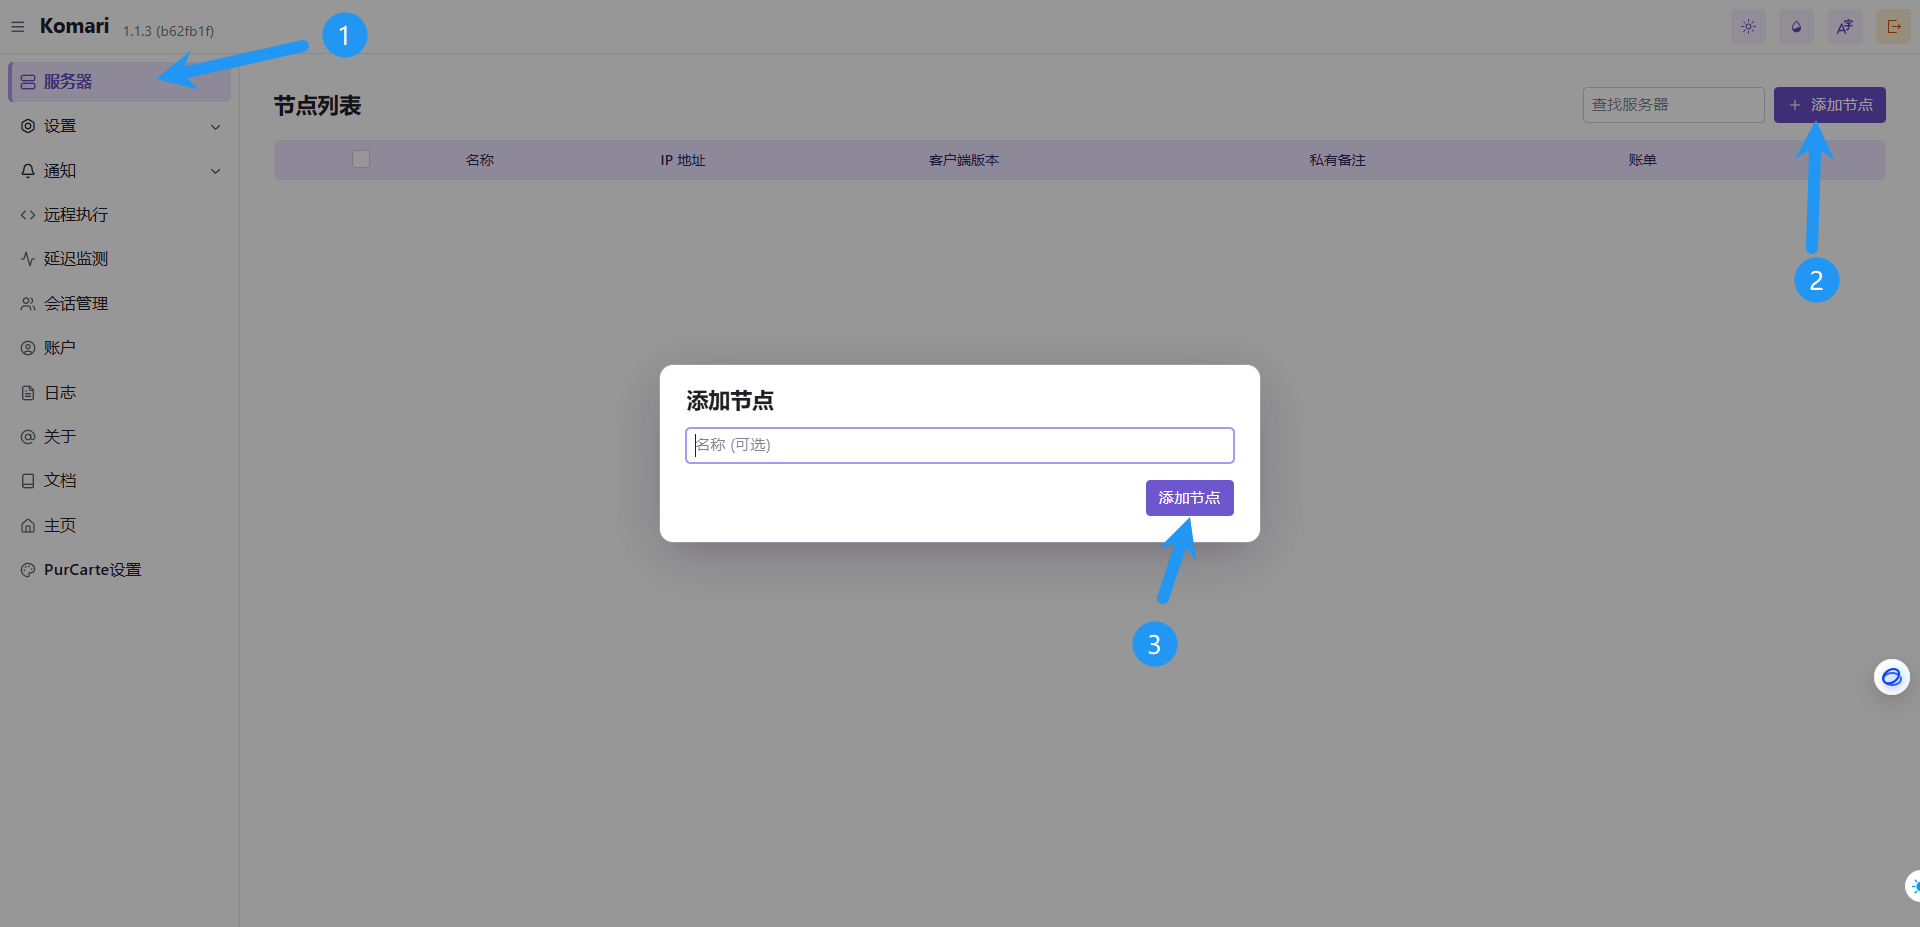 Komari 1.1.3 (b62fb1f)
1
服务器
设置
通知
远程执行
延迟监测
会话管理
账户
日志
关于
文档
主页
PurCarte设置
节点列表
查找服务器
添加节点
名称 IP 地址 客户端版本 私有备注 账单
2
添加节点
名称 (可选)
添加节点
3